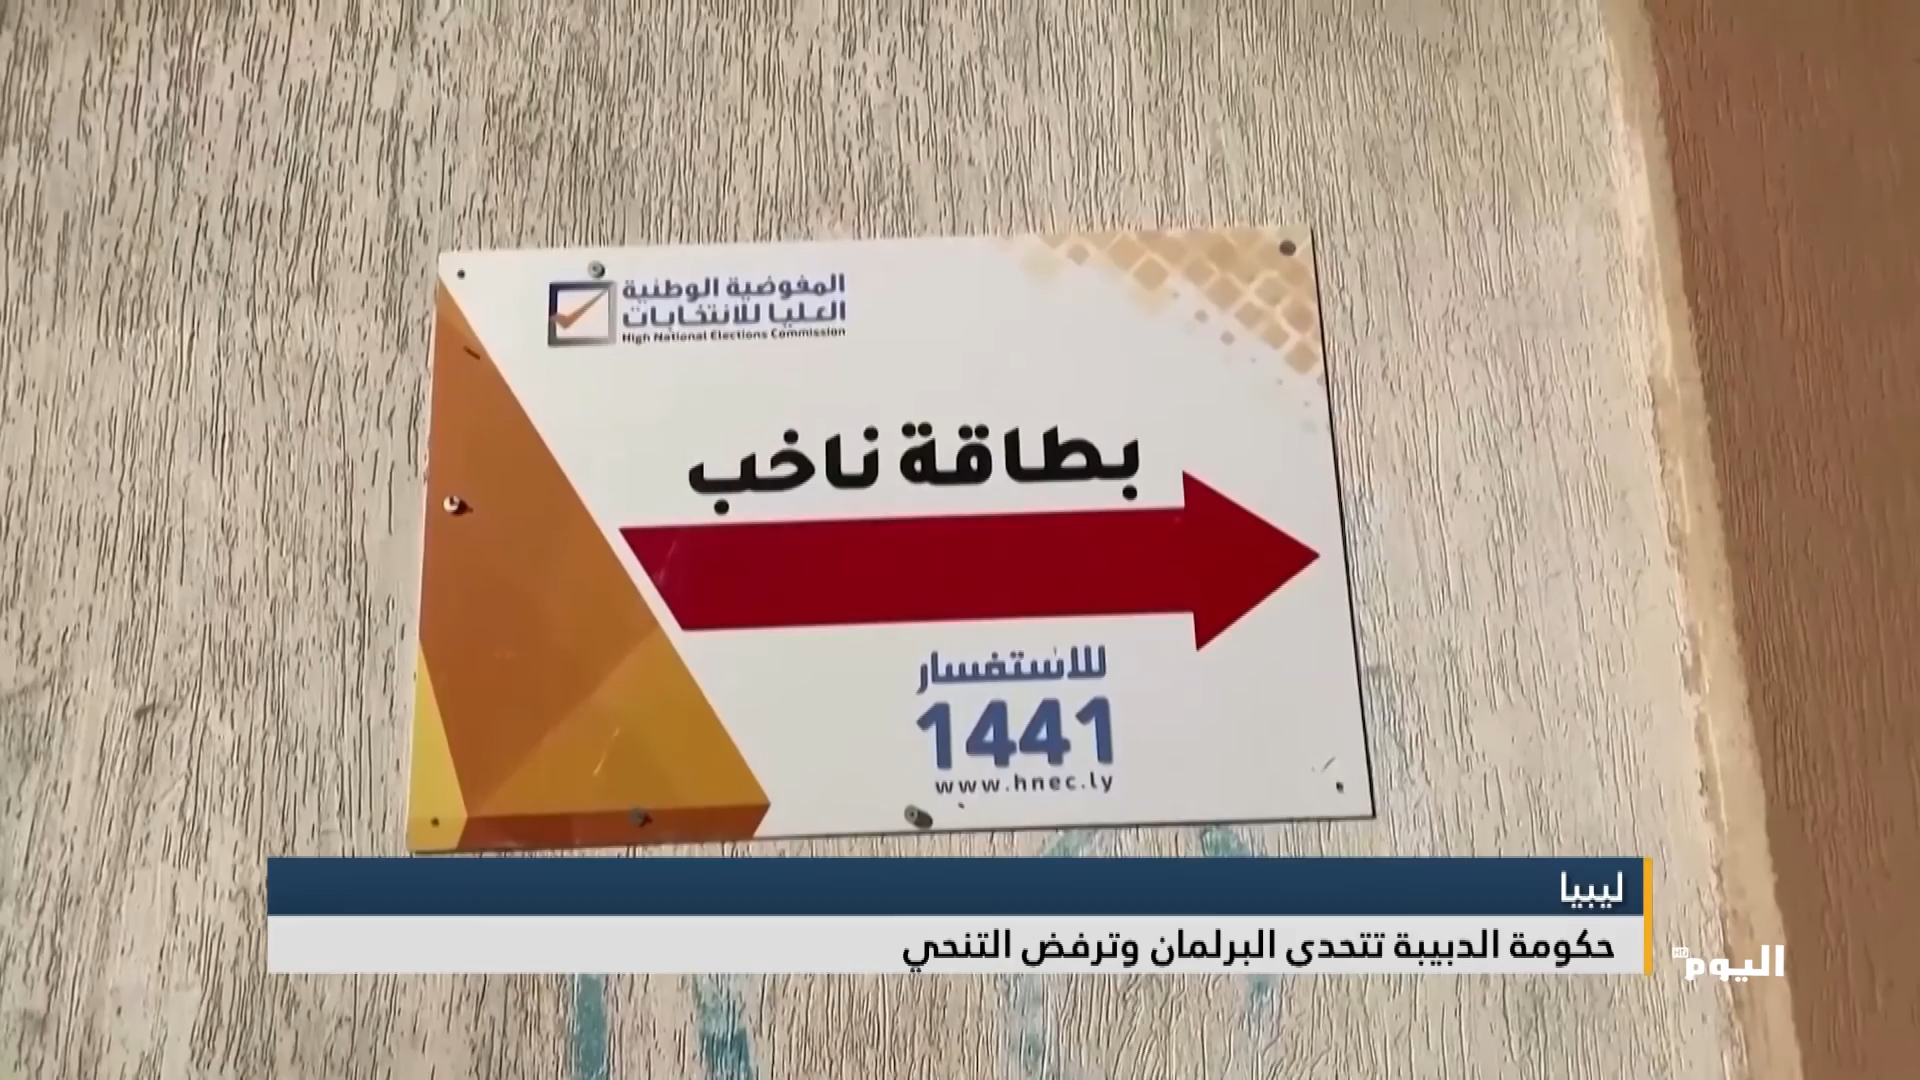 المفوضية الوطنية
العليا للانتخابات
High National Elections Commission
بطاقة ناخب
للاستفسار
1441
www.hnec.ly
ليبيا
حكومة الدبيبة تتحدى البرلمان وترفض التنحي
اليوم HD